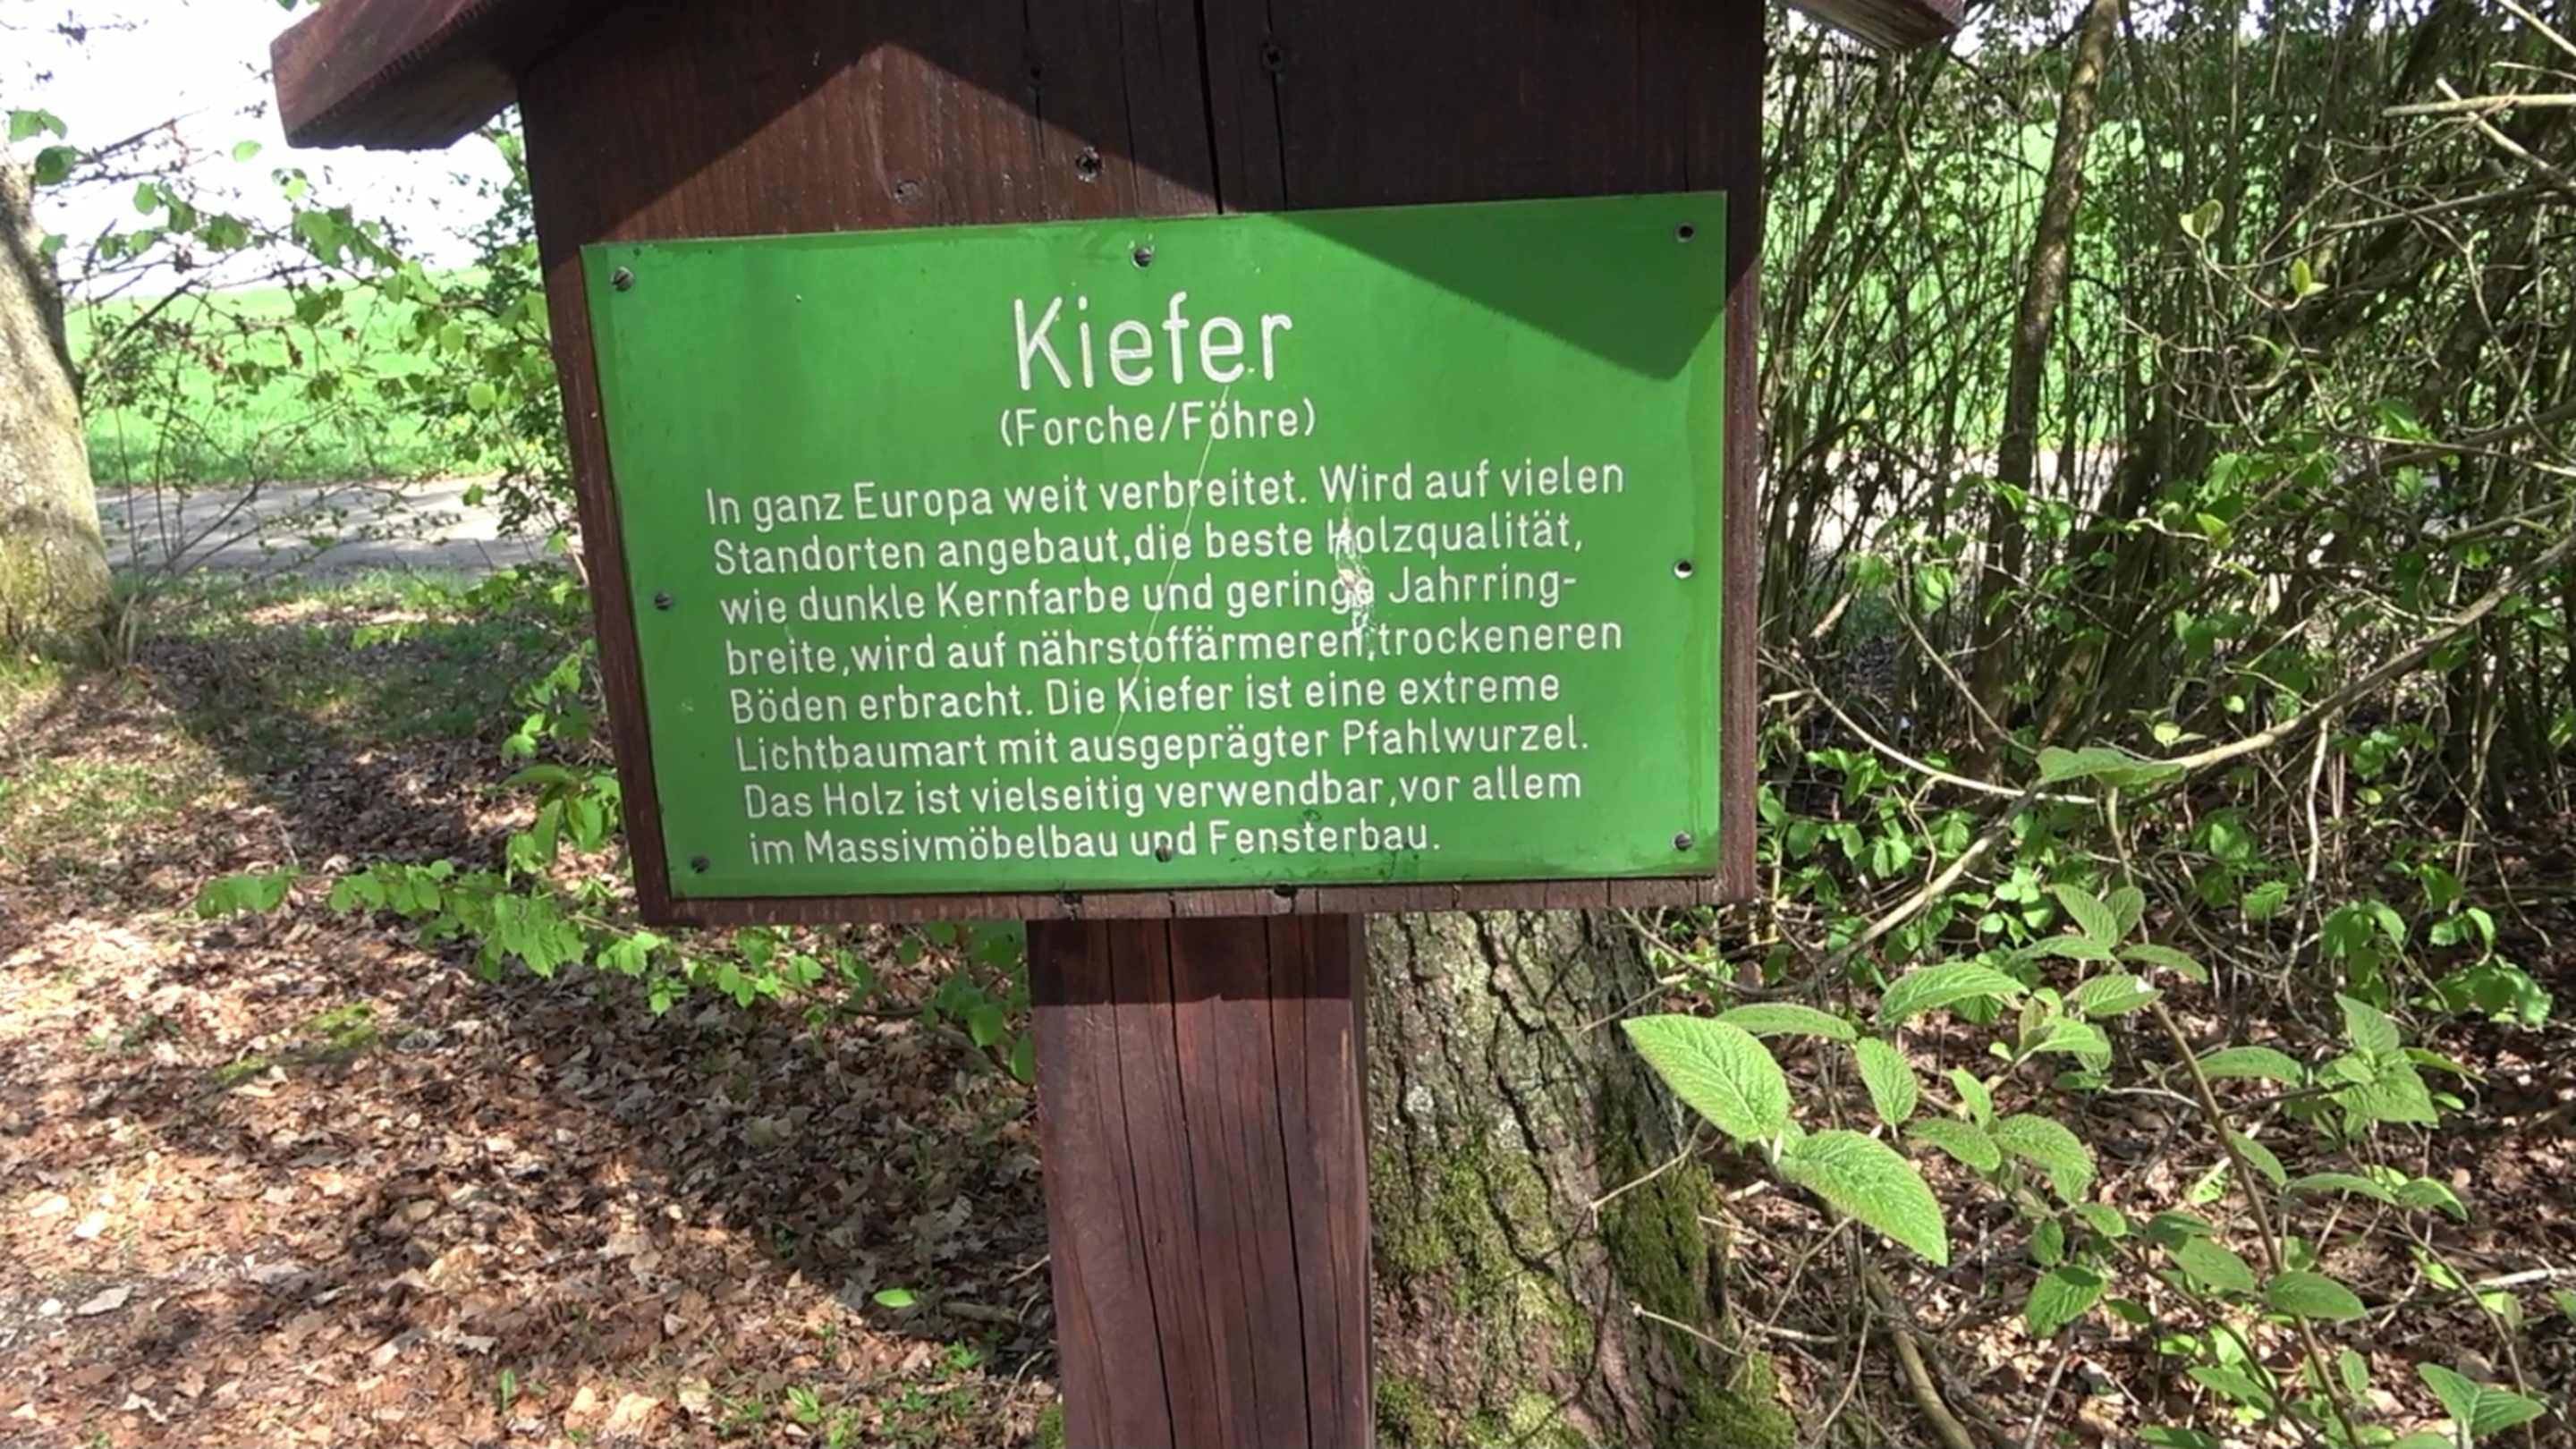 Kiefer
(Forche/Föhre)
In ganz Europa weit verbreitet. Wird auf vielen
Standorten angebaut,die beste Holzqualität,
wie dunkle Kernfarbe und geringe Jahrring-
breite,wird auf nährstoffärmeren,trockeneren
Böden erbracht. Die Kiefer ist eine extreme
Lichtbaumart mit ausgeprägter Pfahlwurzel.
Das Holz ist vielseitig verwendbar,vor allem
im Massivmöbelbau und Fensterbau.